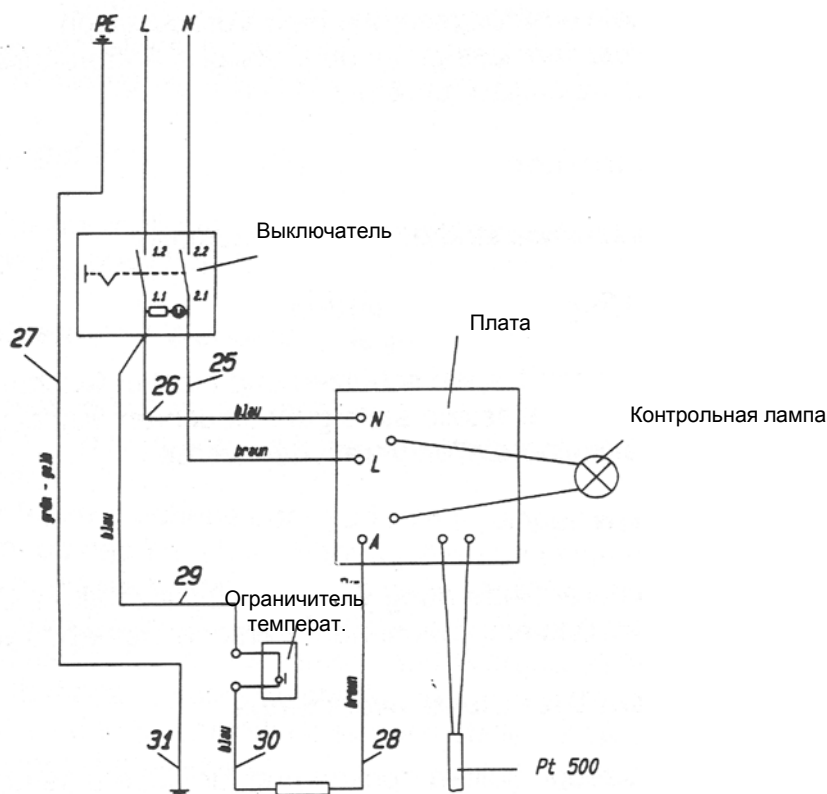 PE L N
Выключатель
1.2 2.2
1.1 2.1
27
25
Плата
26
blau
N
Контрольная лампа
braun
L
grün - gelb
blau
A
29
Ограничитель
температ.
braun
31
blau
30
28
Pt 500